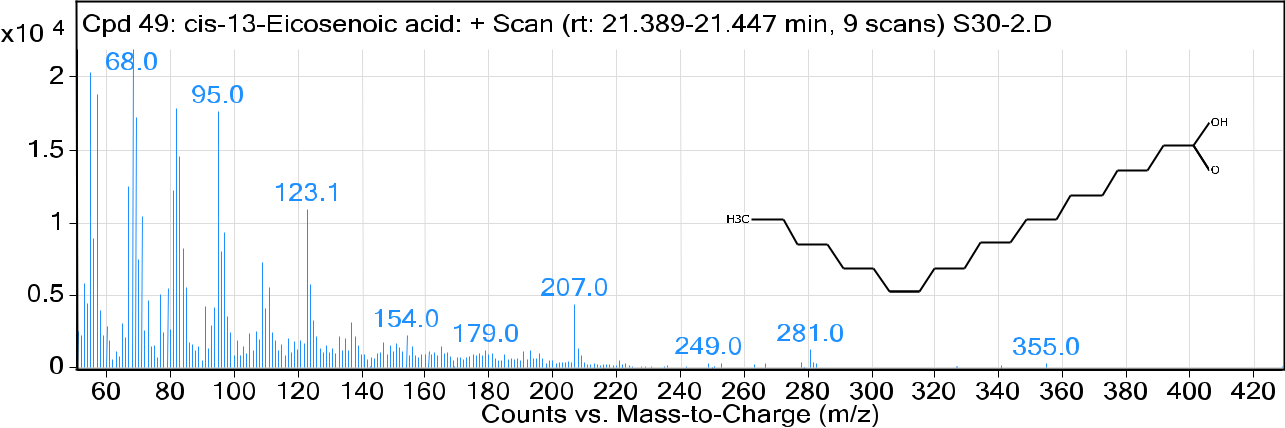 Cpd 49: cis-13-Eicosenoic acid: + Scan (rt: 21.389-21.447 min, 9 scans) S30-2.D
x10 4
68.0
2
95.0
OH
1.5
O
123.1
H3C
1
207.0
0.5
154.0
179.0
249.0
281.0
355.0
0
60 80 100 120 140 160 180 200 220 240 260 280 300 320 340 360 380 400 420
Counts vs. Mass-to-Charge (m/z)